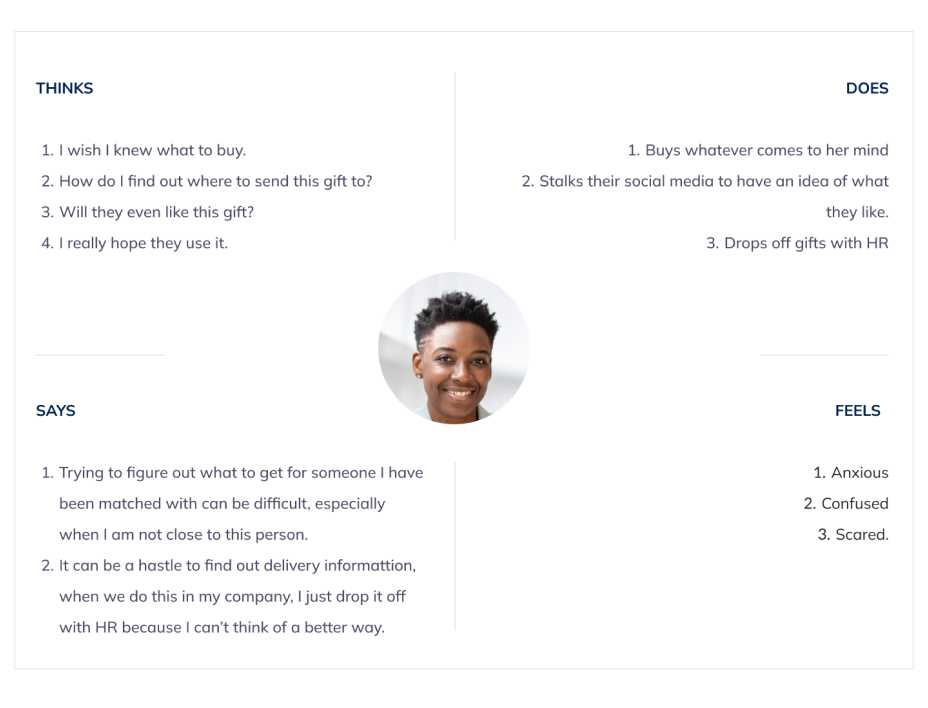 THINKS
1. I wish I knew what to buy.
2. How do I find out where to send this gift to?
3. Will they even like this gift?
4. I really hope they use it.
DOES
1. Buys whatever comes to her mind
2. Stalks their social media to have an idea of what
they like.
3. Drops off gifts with HR
SAYS
1. Trying to figure out what to get for someone I have
been matched with can be difficult, especially
when I am not close to this person.
2. It can be a hastle to find out delivery informattion,
when we do this in my company, I just drop it off
with HR because I can't think of a better way.
FEELS
1. Anxious
2. Confused
3. Scared.